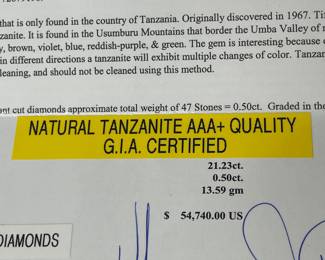 that is only found in the country of Tanzania. Originally discovered in 1967. Ti
zanite. It is found in the Usumburu Mountains that border the Umba Valley of
y, brown, violet, blue, reddish-purple, & green. The gem is interesting because
in different directions a tanzanite will exhibit multiple changes of color. Tanzan
leaning, and should not be cleaned using this method.
ent cut diamonds approximate total weight of 47 Stones = 0.50ct. Graded in the
NATURAL TANZANITE AAA+ QUALITY
G.I.A. CERTIFIED
21.23ct.
0.50ct.
13.59 gm
$ 54,740.00 US
DIAMONDS